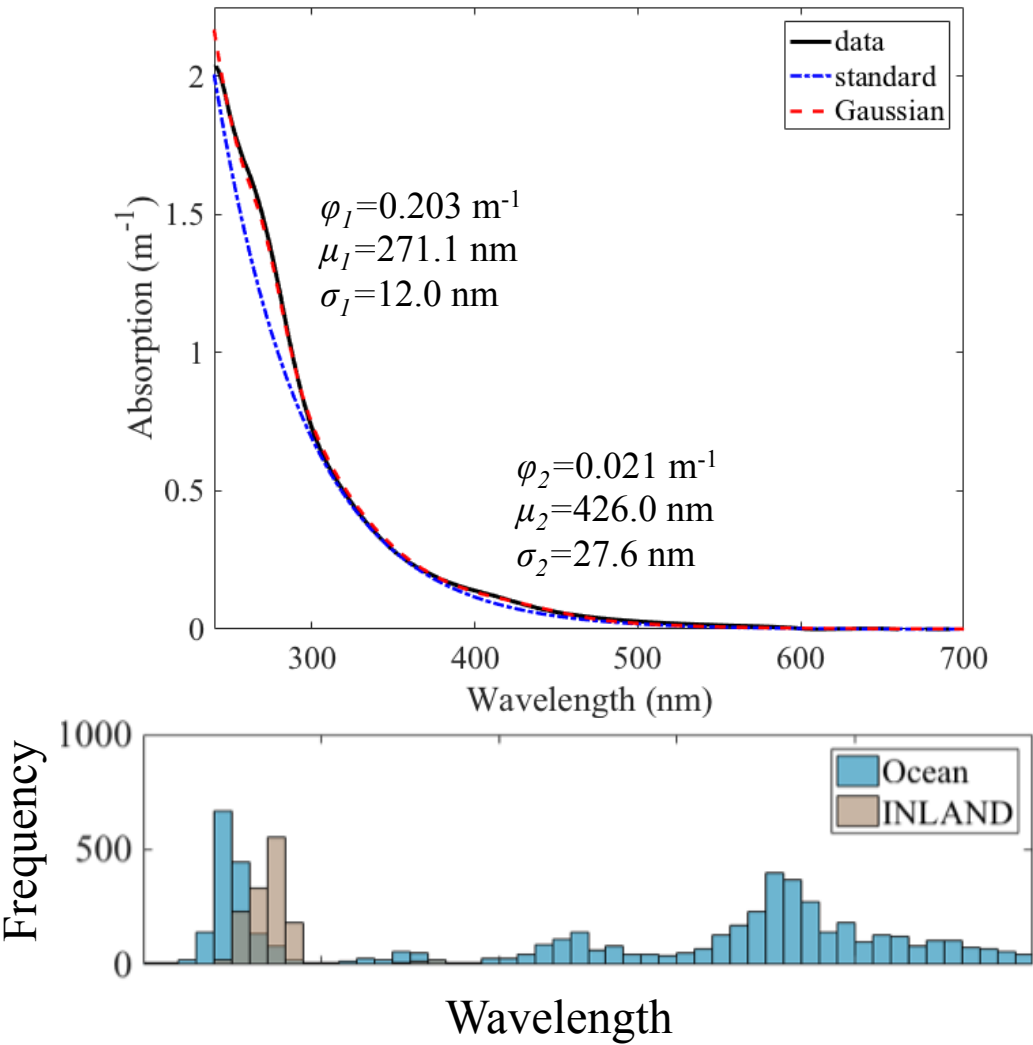 data
standard
Gaussian
2
1.5
1
0.5
0
Absorption (m⁻¹)
φ₁=0.203 m⁻¹
μ₁=271.1 nm
σ₁=12.0 nm
φ₂=0.021 m⁻¹
μ₂=426.0 nm
σ₂=27.6 nm
300 400 500 600 700
Wavelength (nm)
1000
500
0
Frequency
Ocean
INLAND
Wavelength